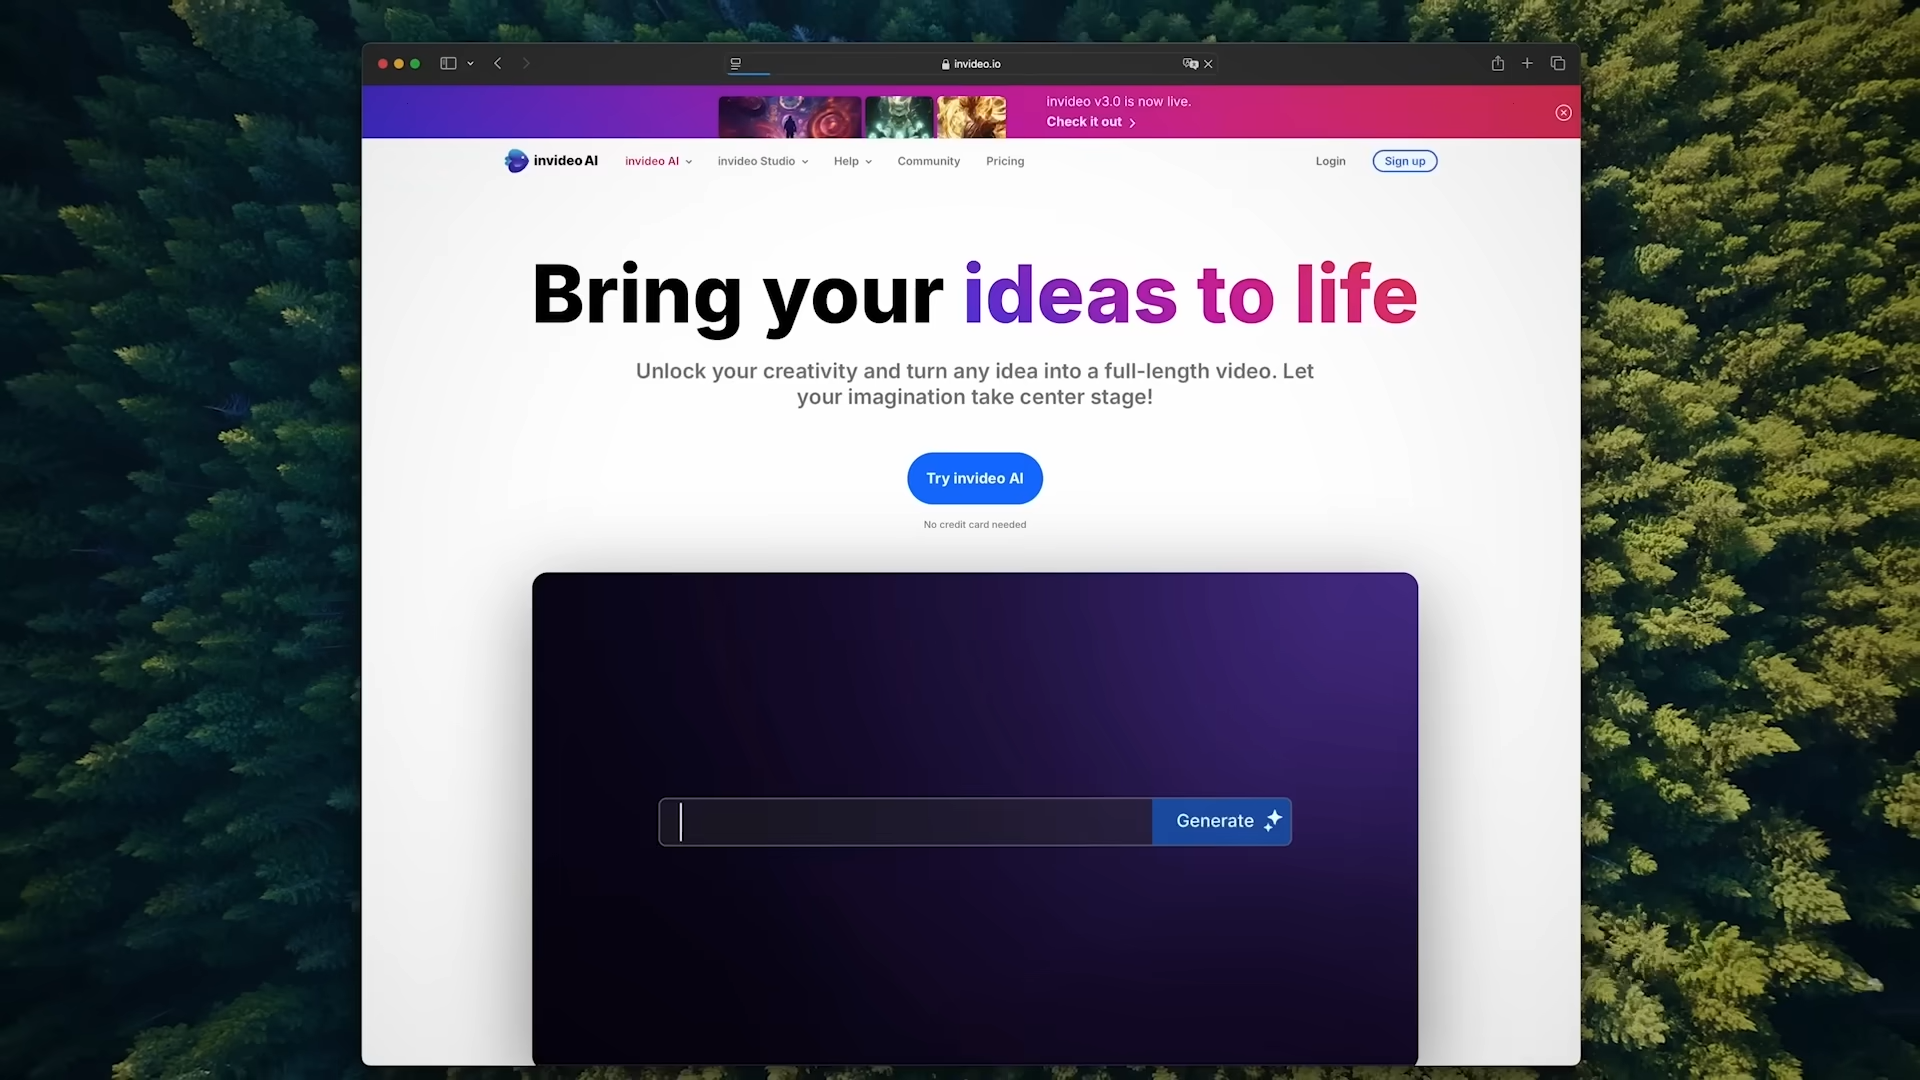 invideo.io
invideo v3.0 is now live.
Check it out
invideo AI
invideo AI
invideo Studio
Help
Community
Pricing
Login
Sign up
Bring your ideas to life
Unlock your creativity and turn any idea into a full-length video. Let
your imagination take center stage!
Try invideo AI
No credit card needed
Generate